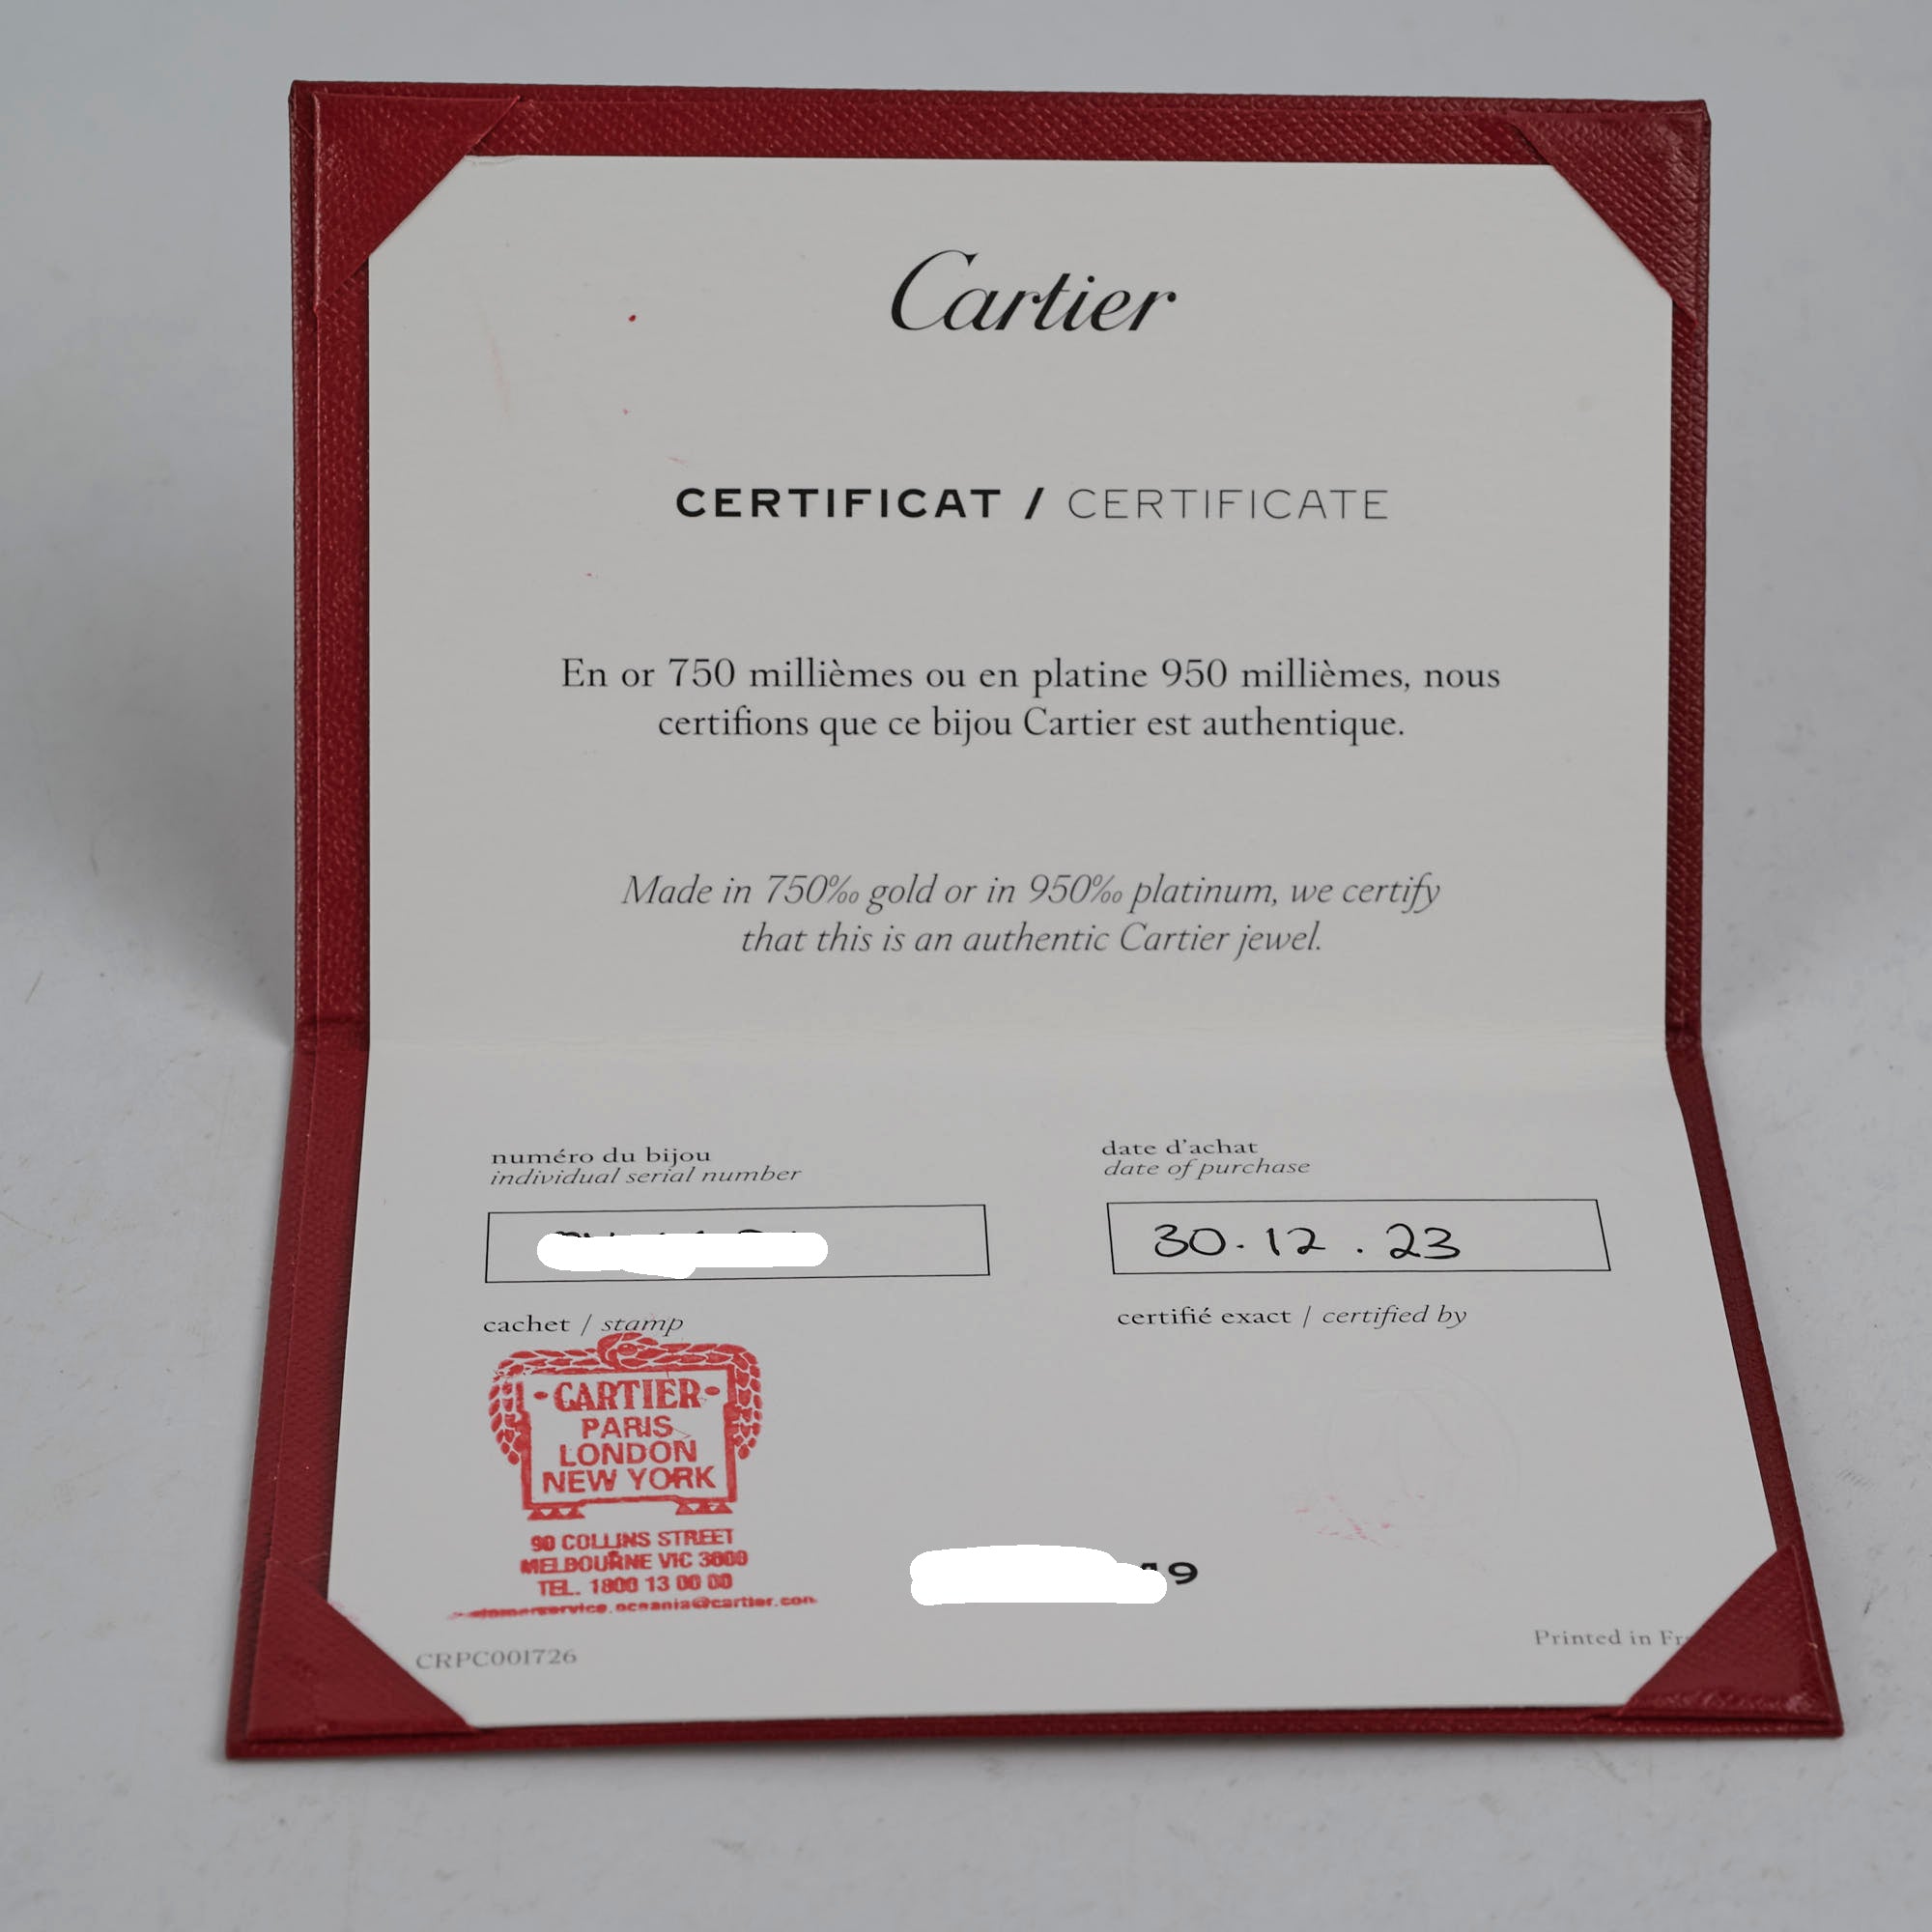 Cartier
CERTIFICAT / CERTIFICATE
En or 750 millièmes ou en platine 950 millièmes, nous
certifions que ce bijou Cartier est authentique.
Made in 750‰ gold or in 950‰ platinum, we certify
that this is an authentic Cartier jewel.
numéro du bijou
individual serial number
date d'achat
date of purchase
30.12.23
cachet / stamp
certifié exact / certified by
·CARTIER·
PARIS
LONDON
NEW YORK
90 COLLINS STREET
MELBOURNE VIC 3000
TEL. 1800 13 00 00
9
CRPC001726
Printed in